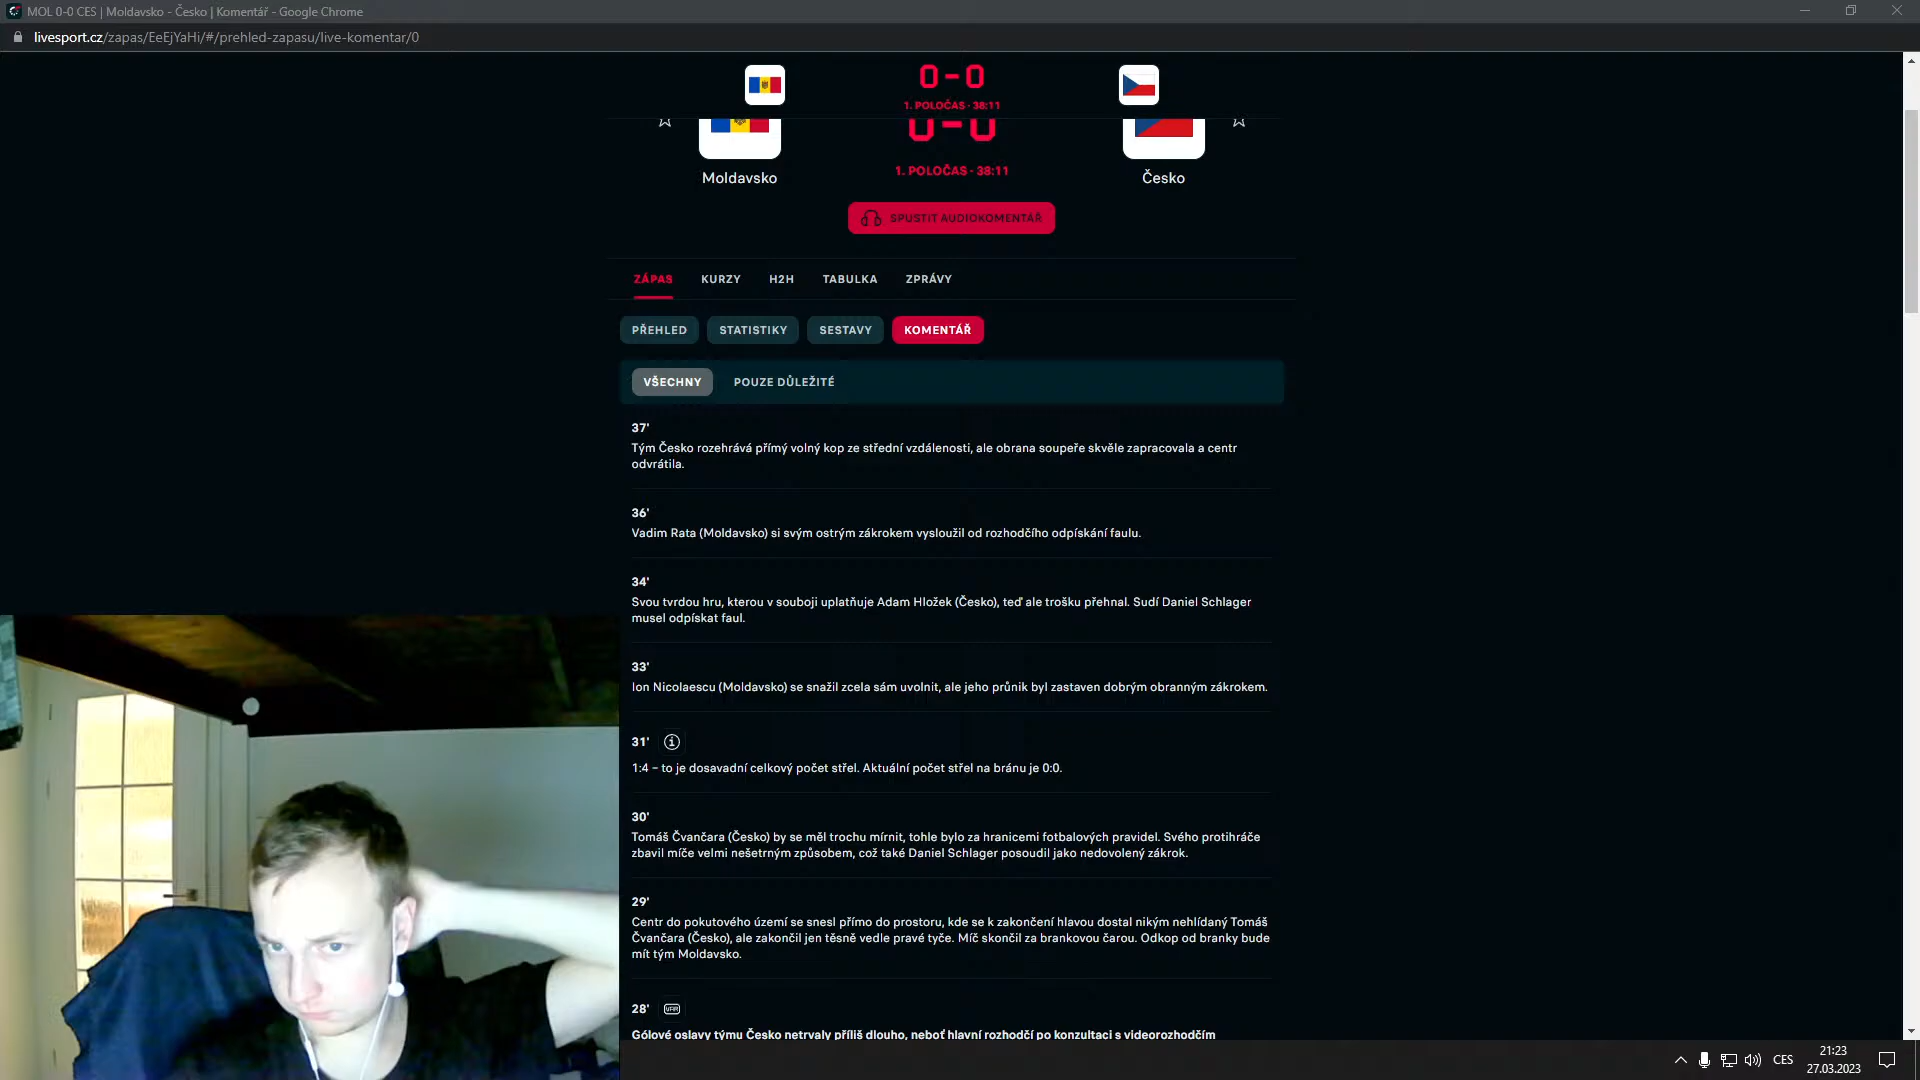 MOL 0-0 CES | Moldavsko - Česko | Komentář - Google Chrome
livesport.cz/zapas/EeEjYaHi/#/prehled-zapasu/live-komentar/0
0-0
1. POLOČAS - 38:11
0-0
1. POLOČAS - 38:11
Moldavsko
Česko
SPUSTIT AUDIOKOMENTÁŘ
ZÁPAS KURZY H2H TABULKA ZPRÁVY
PŘEHLED STATISTIKY SESTAVY KOMENTÁŘ
VŠECHNY POUZE DŮLEŽITÉ
37'
Tým Česko rozehrává přímý volný kop ze střední vzdálenosti, ale obrana soupeře skvěle zapracovala a centr
odvrátila.
36'
Vadim Rata (Moldavsko) si svým ostrým zákrokem vysloužil od rozhodčího odpískání faulu.
34'
Svou tvrdou hru, kterou v souboji uplatňuje Adam Hložek (Česko), teď ale trošku přehnal. Sudí Daniel Schlager
musel odpískat faul.
33'
Ion Nicolaescu (Moldavsko) se snažil zcela sám uvolnit, ale jeho průnik byl zastaven dobrým obranným zákrokem.
31'
1:4 – to je dosavadní celkový počet střel. Aktuální počet střel na bránu je 0:0.
30'
Tomáš Čvančara (Česko) by se měl trochu mírnit, tohle bylo za hranicemi fotbalových pravidel. Svého protihráče
zbavil míče velmi nešetrným způsobem, což také Daniel Schlager posoudil jako nedovolený zákrok.
29'
Centr do pokutového území se snesl přímo do prostoru, kde se k zakončení hlavou dostal nikým nehlídaný Tomáš
Čvančara (Česko), ale zakončil jen těsně vedle pravé tyče. Míč skončil za brankovou čarou. Odkop od branky bude
mít tým Moldavsko.
28' VAR
Gólové oslavy týmu Česko netrvaly příliš dlouho, neboť hlavní rozhodčí po konzultaci s videorozhodčím
CES
21:23
27.03.2023